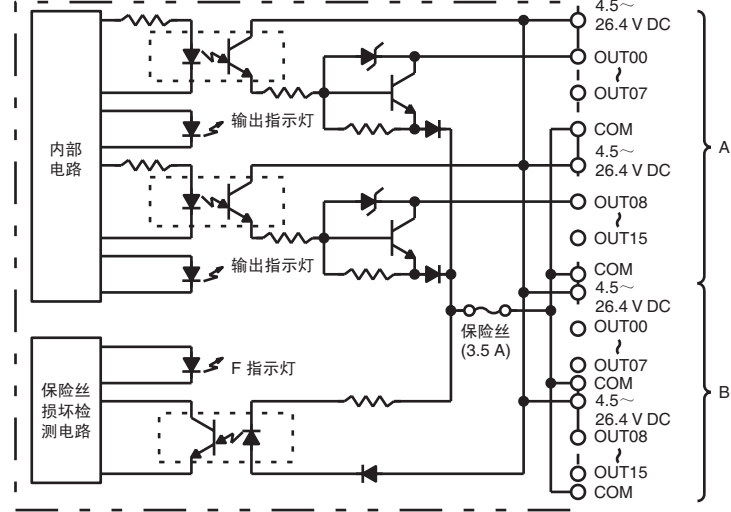 4.5～
26.4 V DC
OUT00
～
OUT07
COM
4.5～
26.4 V DC
OUT08
～
OUT15
COM
4.5～
26.4 V DC
OUT00
～
OUT07
COM
4.5～
26.4 V DC
OUT08
～
OUT15
COM
A
B
内部
电路
输出指示灯
输出指示灯
保险丝
(3.5 A)
保险丝
损坏检
测电路
F 指示灯